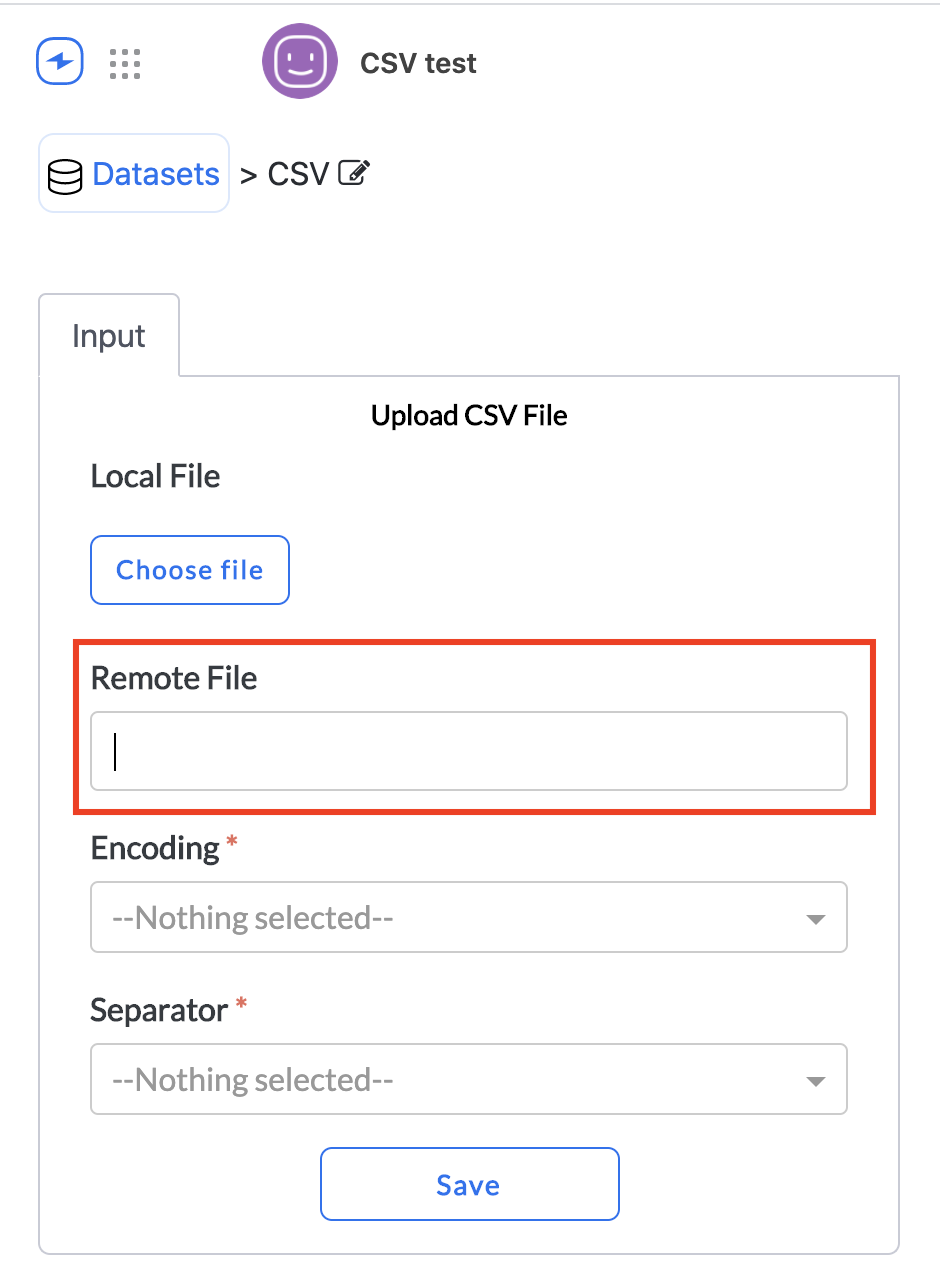 CSV test
Datasets > CSV
Input
Upload CSV File
Local File
Choose file
Remote File
Encoding *
--Nothing selected--
Separator *
--Nothing selected--
Save